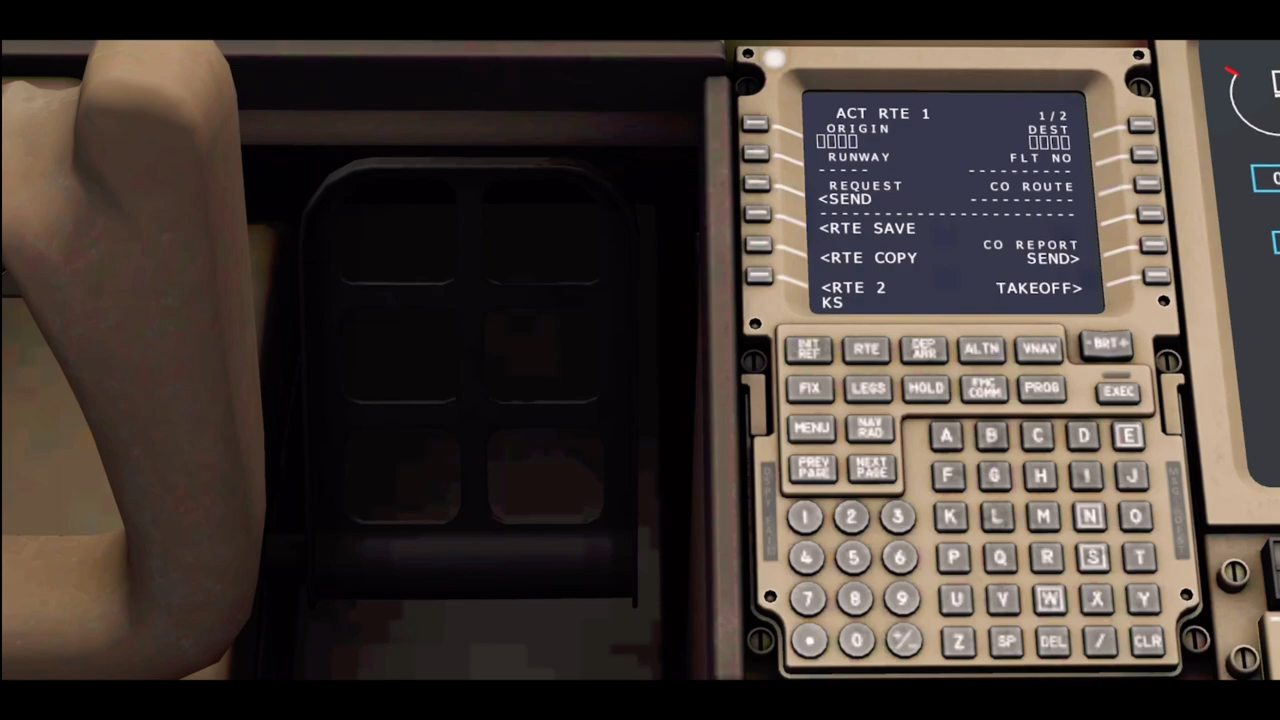 ACT RTE 1 1/2
ORIGIN DEST
RUNWAY FLT NO
----- ----------
REQUEST CO ROUTE
<SEND ----------
<RTE SAVE
CO REPORT
<RTE COPY SEND>
<RTE 2 TAKEOFF>
KS
INIT REF RTE DEP ARR ALTN VNAV -BRT+
FIX LEGS HOLD FMC COMM PROG EXEC
MENU NAV RAD
PREV PAGE NEXT PAGE
A B C D E
F G H I J
1 2 3 K L M N O
4 5 6 P Q R S T
7 8 9 U V W X Y
. 0 +/- Z SP DEL / CLR
0